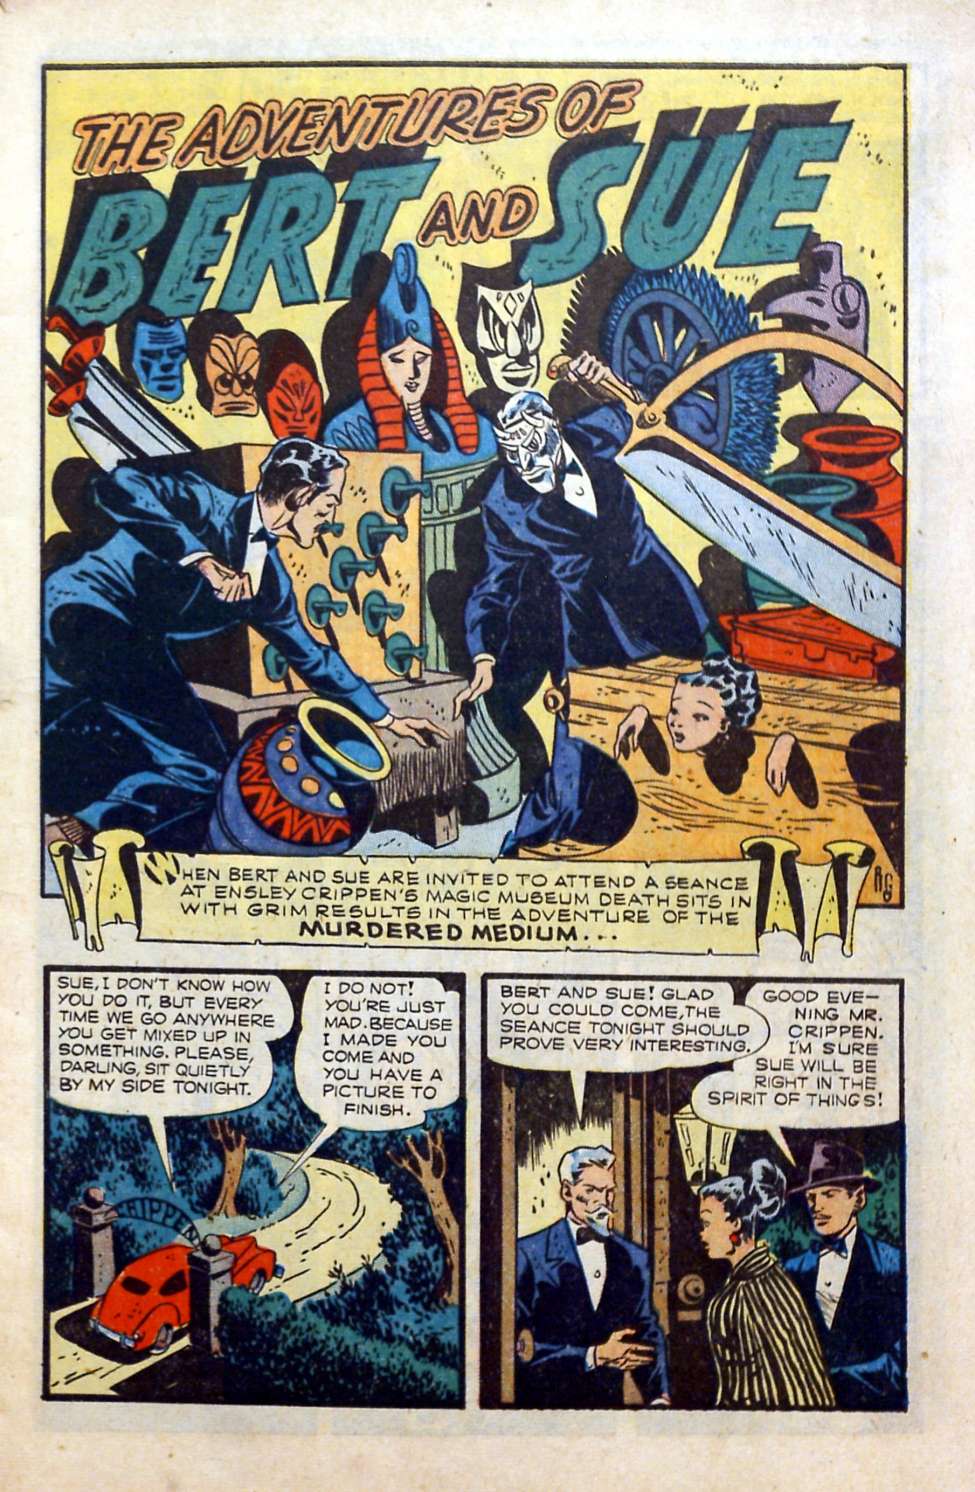 THE ADVENTURES OF
BERT AND SUE
WHEN BERT AND SUE ARE INVITED TO ATTEND A SEANCE
AT ENSLEY CRIPPEN'S MAGIC MUSEUM DEATH SITS IN
WITH GRIM RESULTS IN THE ADVENTURE OF THE
MURDERED MEDIUM...
RG
SUE, I DON'T KNOW HOW
YOU DO IT, BUT EVERY
TIME WE GO ANYWHERE
YOU GET MIXED UP IN
SOMETHING. PLEASE,
DARLING, SIT QUIETLY
BY MY SIDE TONIGHT.
I DO NOT!
YOU'RE JUST
MAD. BECAUSE
I MADE YOU
COME AND
YOU HAVE A
PICTURE TO
FINISH.
CRIPPEN
BERT AND SUE! GLAD
YOU COULD COME, THE
SEANCE TONIGHT SHOULD
PROVE VERY INTERESTING.
GOOD EVE-
NING MR.
CRIPPEN.
I'M SURE
SUE WILL BE
RIGHT IN THE
SPIRIT OF THINGS!